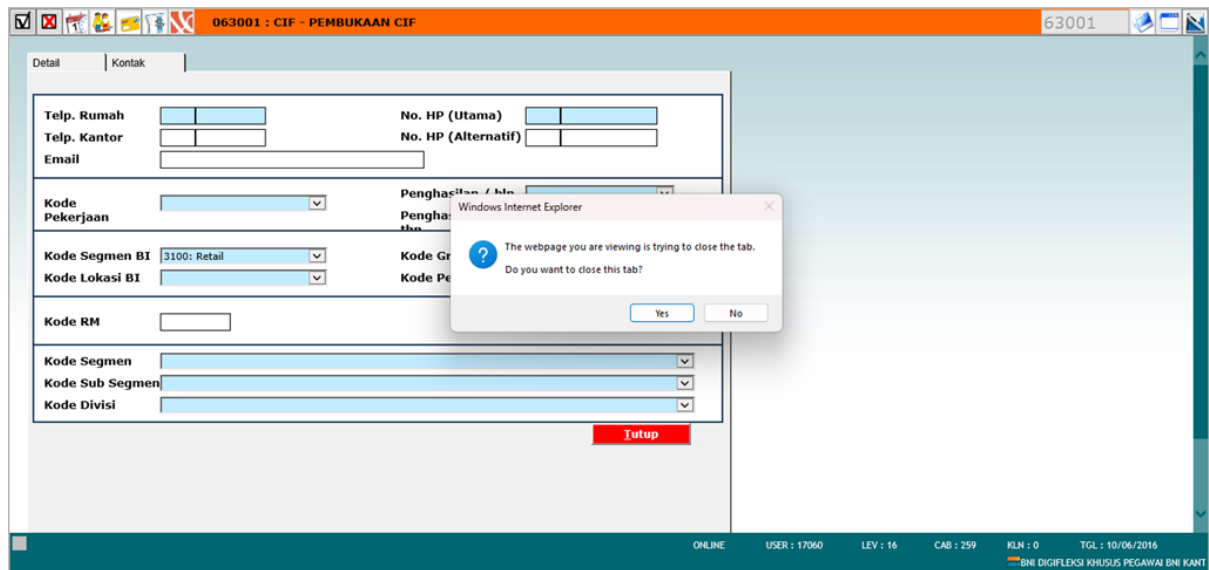 063001 : CIF - PEMBUKAAN CIF
63001
Detail
Kontak
Telp. Rumah
No. HP (Utama)
Telp. Kantor
No. HP (Alternatif)
Email
Kode Pekerjaan
Penghasilan / bln
Kode Segmen BI
3100: Retail
Kode Lokasi BI
Kode RM
Windows Internet Explorer
The webpage you are viewing is trying to close the tab.
Do you want to close this tab?
Yes
No
Kode Segmen
Kode Sub Segmen
Kode Divisi
Tutup
ONLINE
USER : 17060
LEV : 16
CAB : 259
KLN : 0
TGL : 10/06/2016
BNI DIGIFLEKSI KHUSUS PEGAWAI BNI KANT